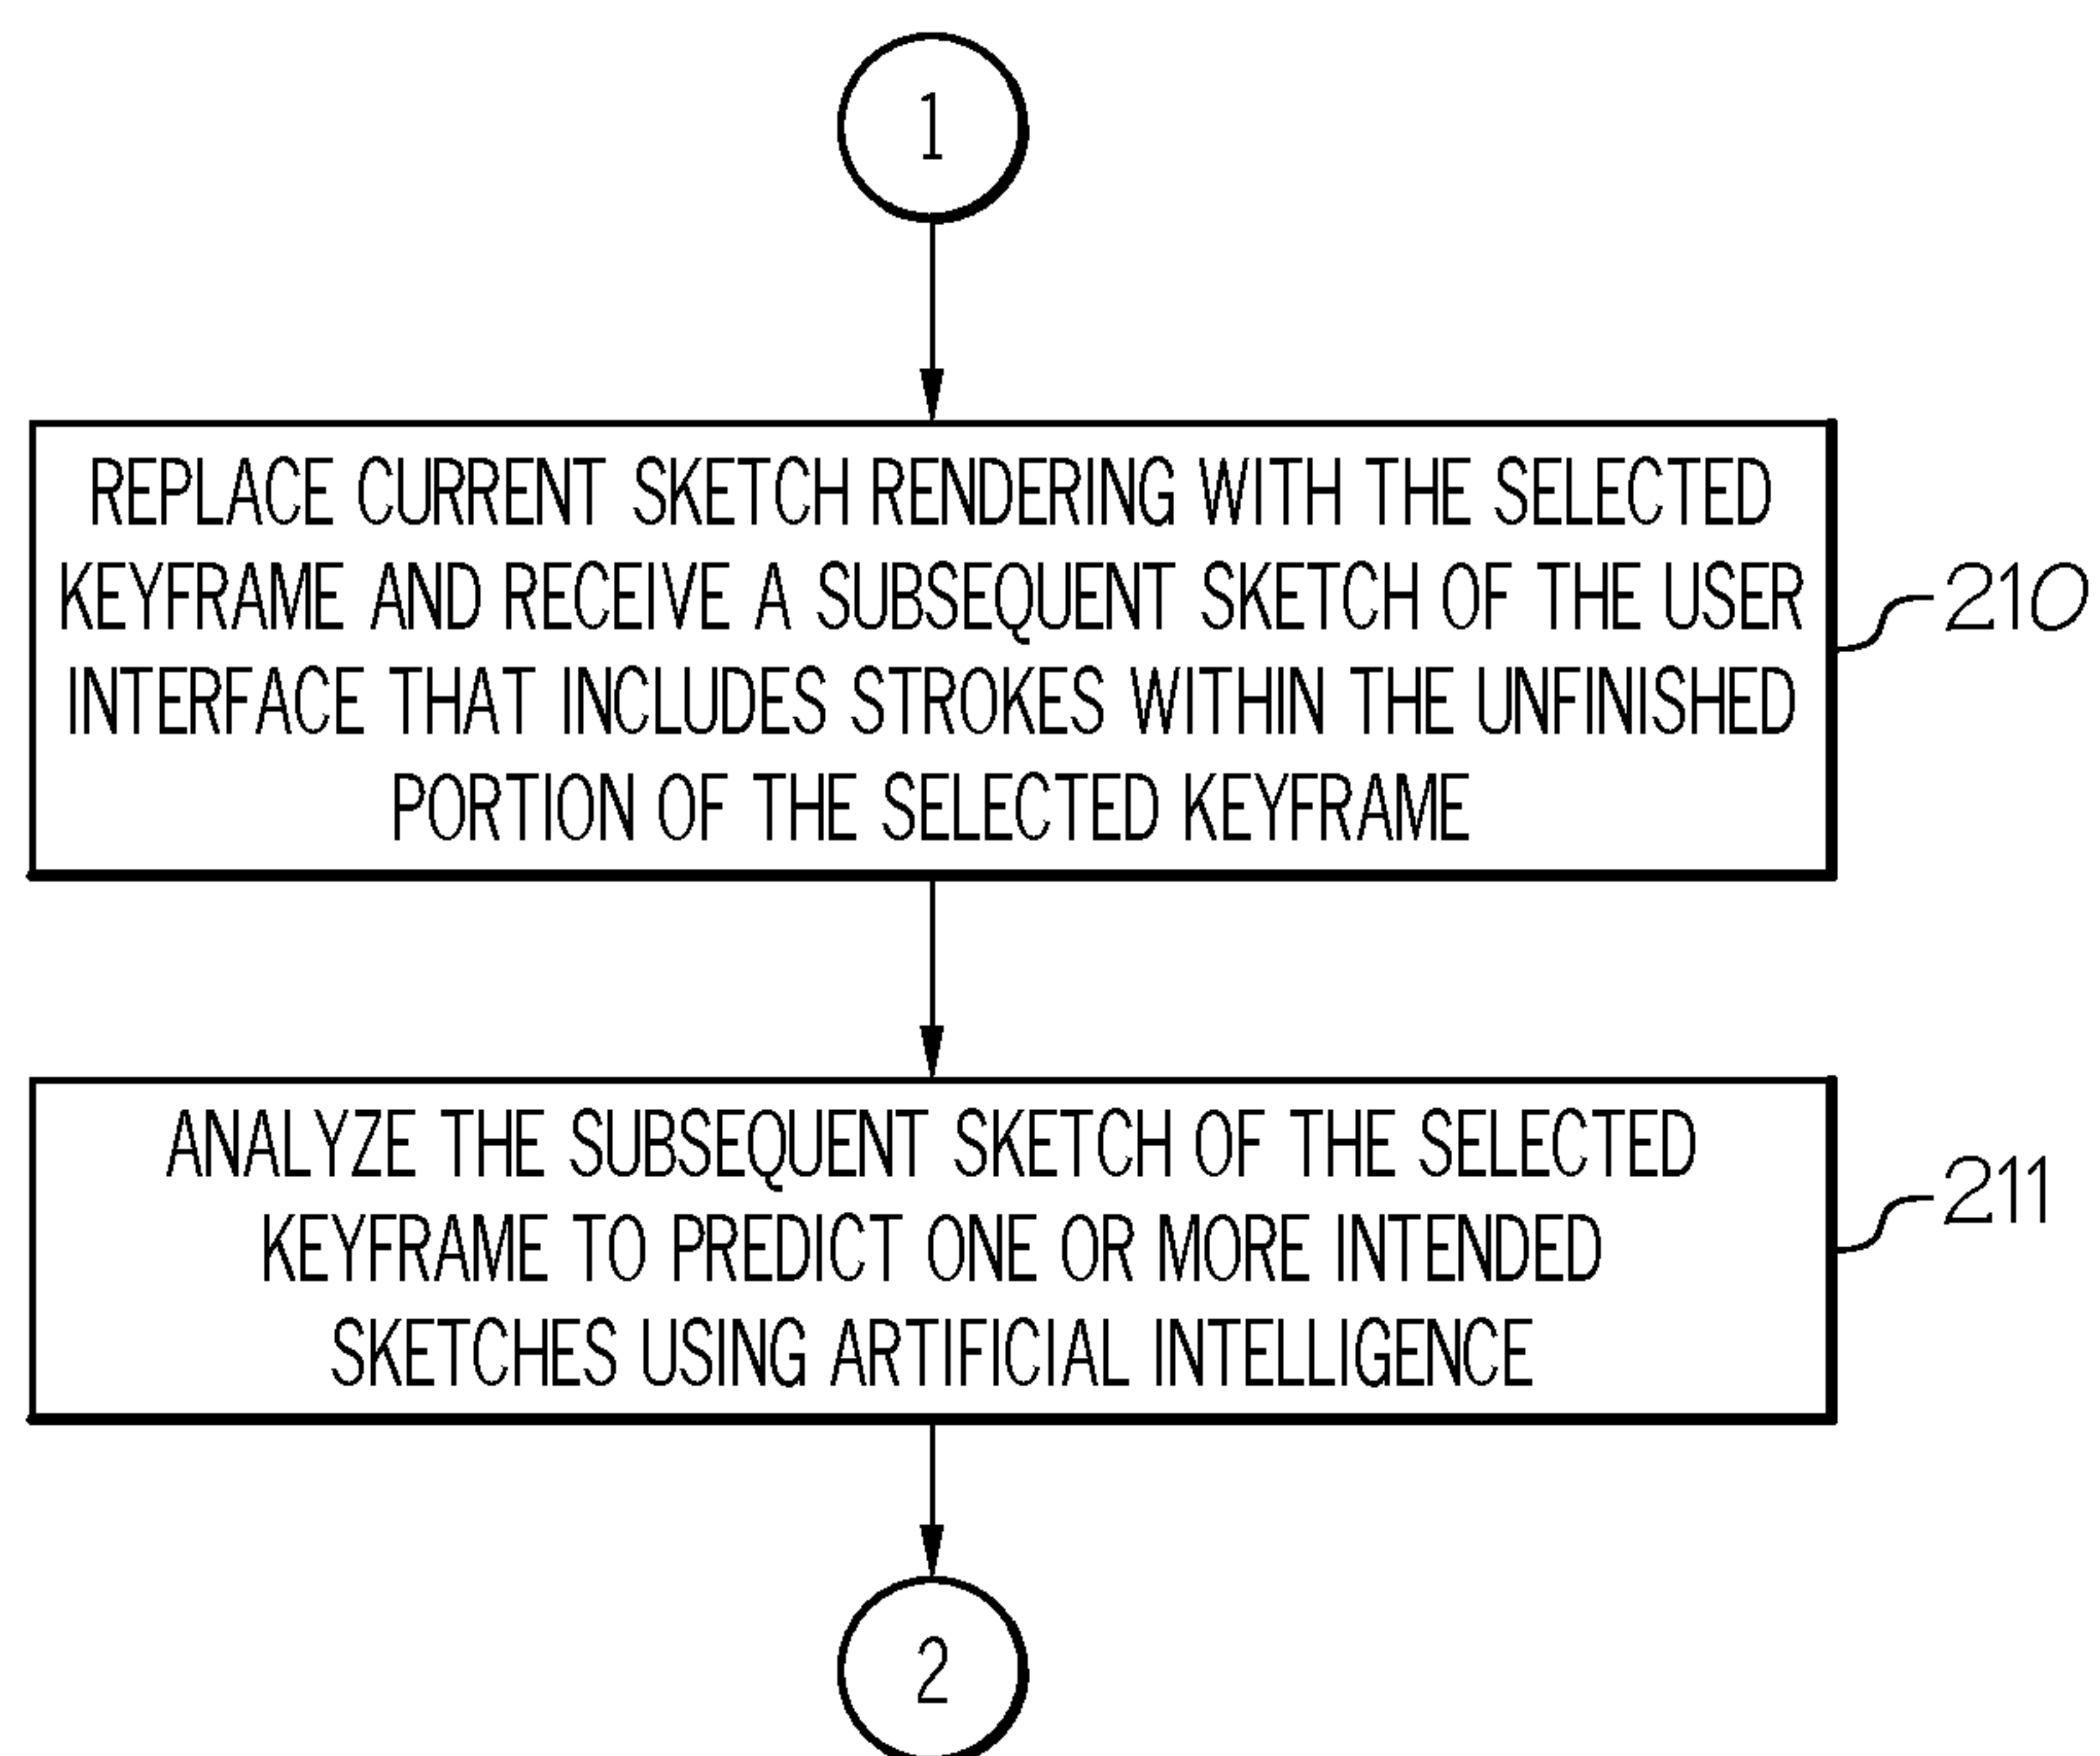 1
REPLACE CURRENT SKETCH RENDERING WITH THE SELECTED
KEYFRAME AND RECEIVE A SUBSEQUENT SKETCH OF THE USER
INTERFACE THAT INCLUDES STROKES WITHIN THE UNFINISHED
PORTION OF THE SELECTED KEYFRAME
210
ANALYZE THE SUBSEQUENT SKETCH OF THE SELECTED
KEYFRAME TO PREDICT ONE OR MORE INTENDED
SKETCHES USING ARTIFICIAL INTELLIGENCE
211
2